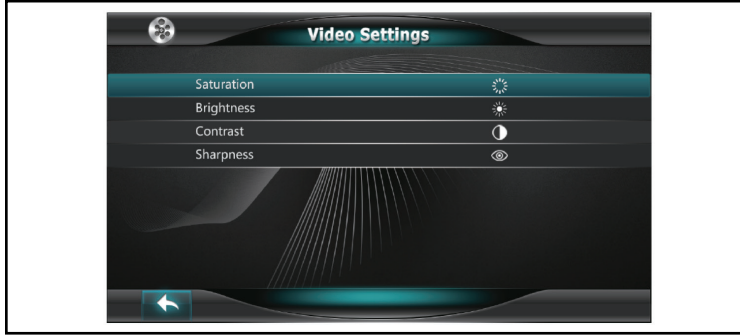 Video Settings
Saturation
Brightness
Contrast
Sharpness